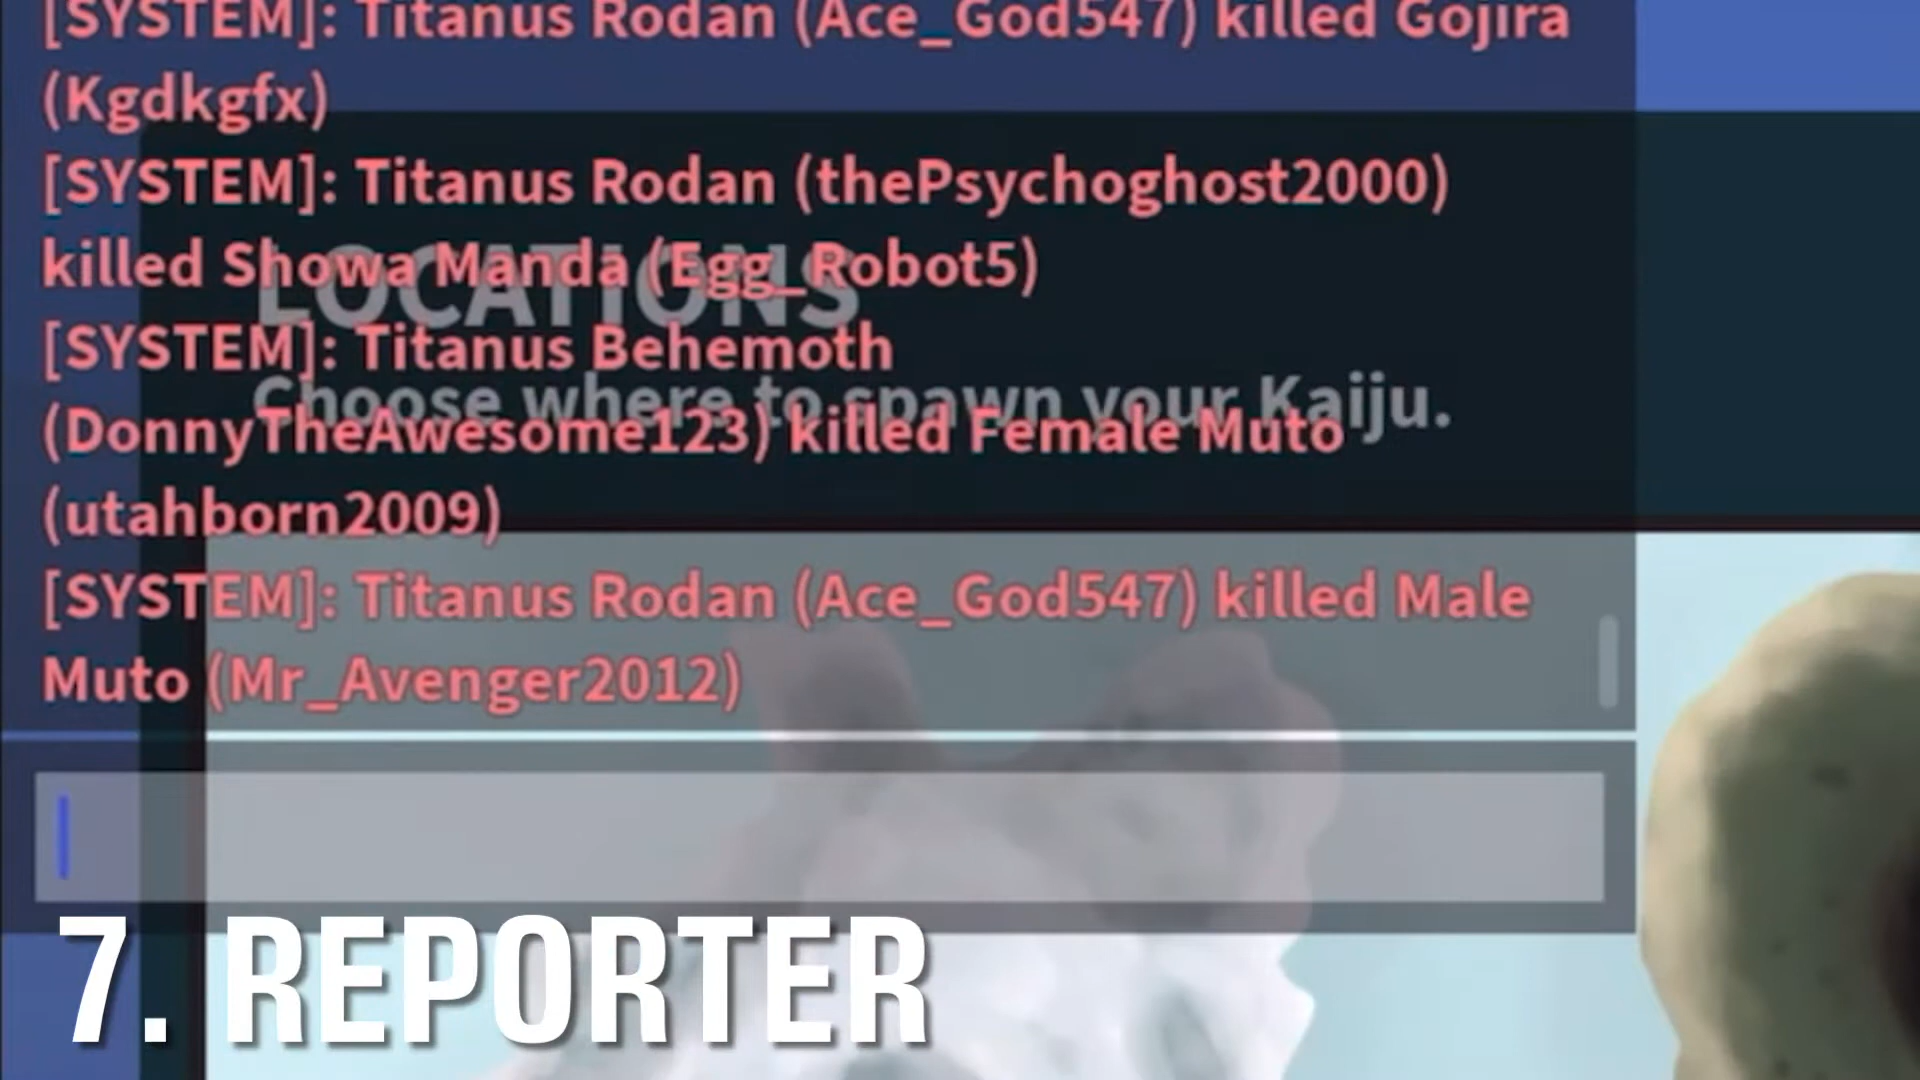 [SYSTEM]: Titanus Rodan (Ace_God547) killed Gojira
(Kgdkgfx)
[SYSTEM]: Titanus Rodan (thePsychoghost2000)
killed Showa Manda (Egg_Robot5)
LOCATIONS
[SYSTEM]: Titanus Behemoth
Choose where to spawn your Kaiju.
(DonnyTheAwesome123) killed Female Muto
(utahborn2009)
[SYSTEM]: Titanus Rodan (Ace_God547) killed Male
Muto (Mr_Avenger2012)
7. REPORTER